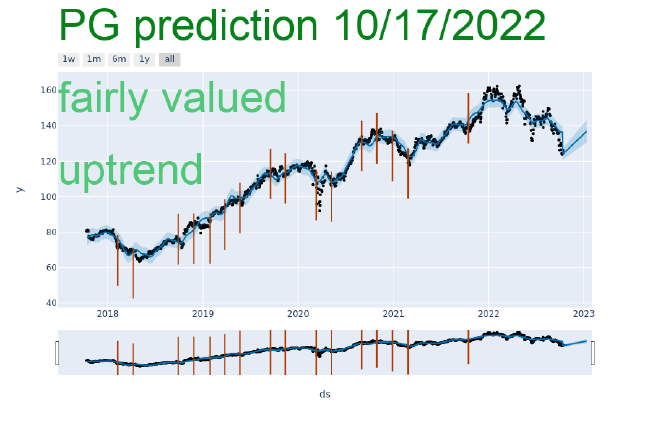 PG prediction 10/17/2022
1w 1m 6m 1y all
fairly valued
uptrend
160
140
120
100
80
60
40
y
2018 2019 2020 2021 2022 2023
ds